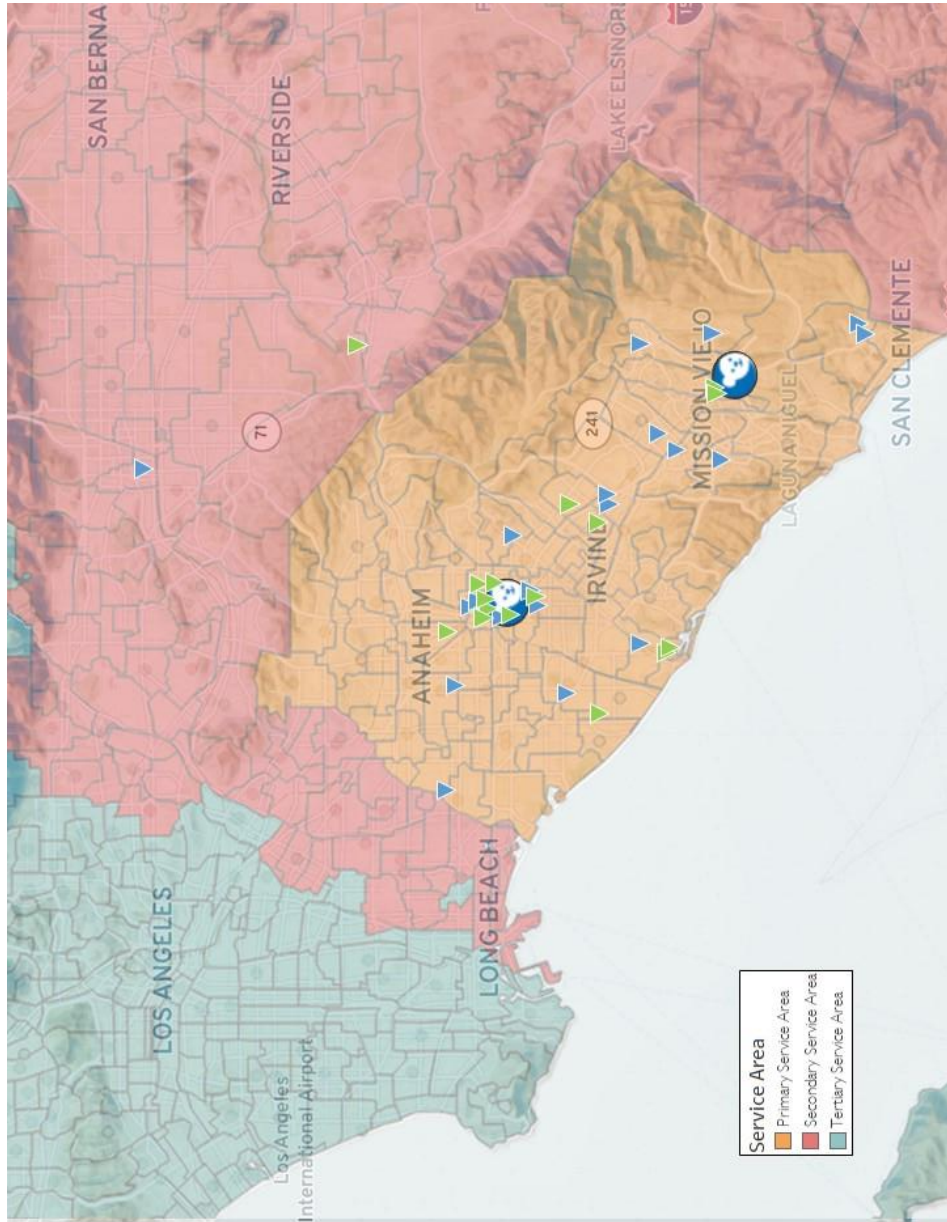 LOS ANGELES
SAN BERNA
Los Angeles
International Airport
71
RIVERSIDE
ANAHEIM
LONG BEACH
IRVINE
241
LAKE ELSINORE
15
MISSION VIEJO
LAGUNA NIGUEL
SAN CLEMENTE
Service Area
Primary Service Area
Secondary Service Area
Tertiary Service Area